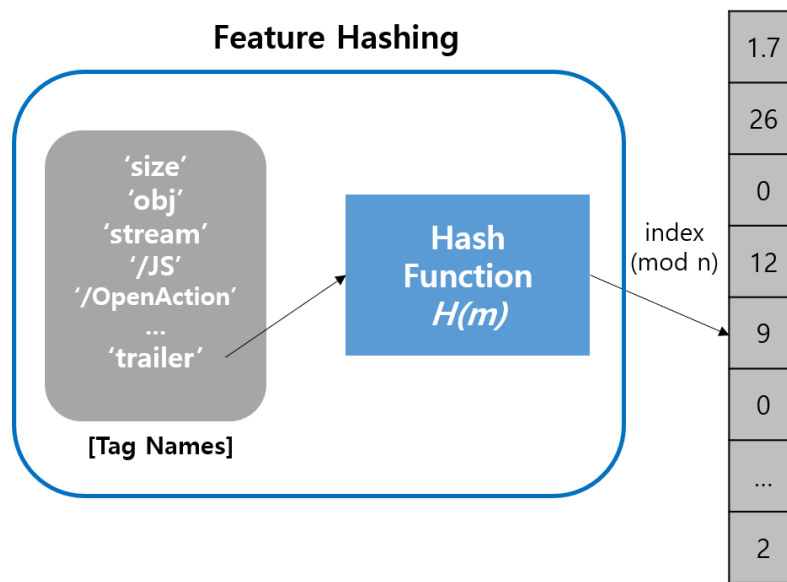 Feature Hashing
‘size’
‘obj’
‘stream’
‘/JS’
‘/OpenAction’
...
‘trailer’
[Tag Names]
Hash
Function
H(m)
index
(mod n)
1.7
26
0
12
9
0
...
2